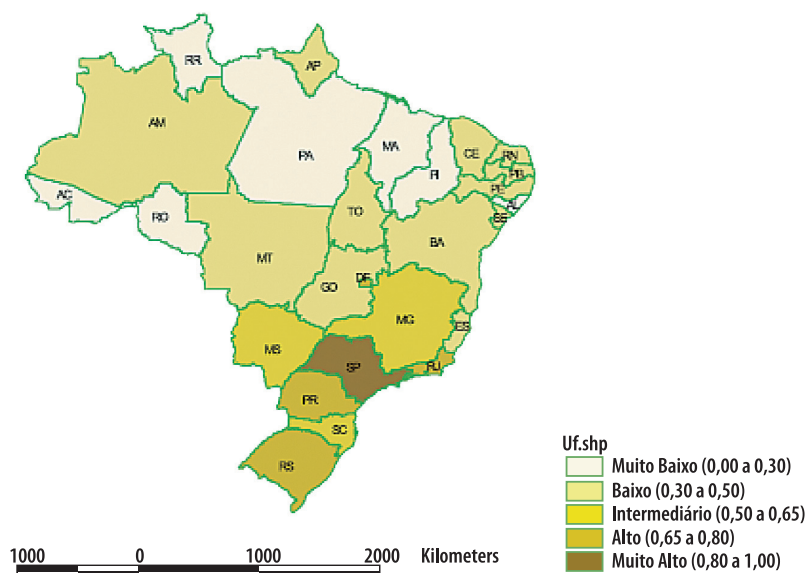 RR
AP
AM
PA
MA
CE
RN
PB
PI
PE
AL
SE
AC
RO
TO
BA
MT
DF
GO
MG
ES
MS
SP
RJ
PR
SC
RS
Uf.shp
Muito Baixo (0,00 a 0,30)
Baixo (0,30 a 0,50)
Intermediário (0,50 a 0,65)
Alto (0,65 a 0,80)
Muito Alto (0,80 a 1,00)
1000 0 1000 2000 Kilometers